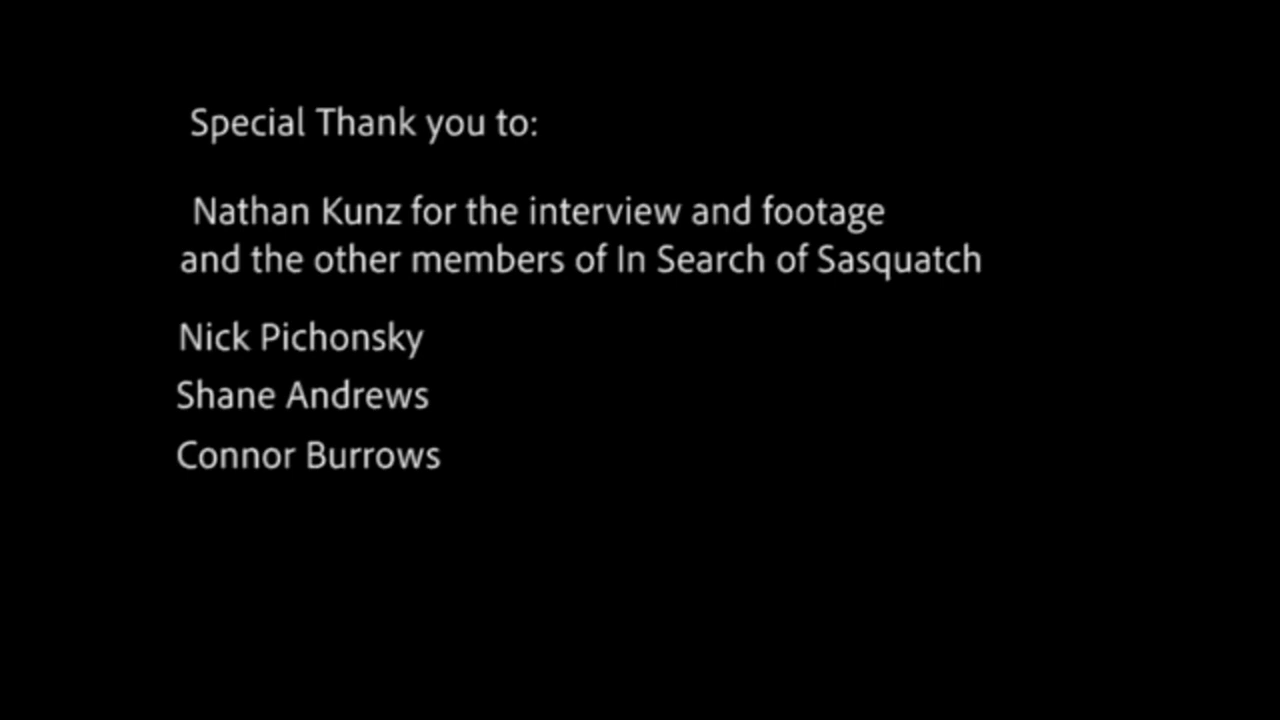 Special Thank you to:
Nathan Kunz for the interview and footage
and the other members of In Search of Sasquatch
Nick Pichonsky
Shane Andrews
Connor Burrows